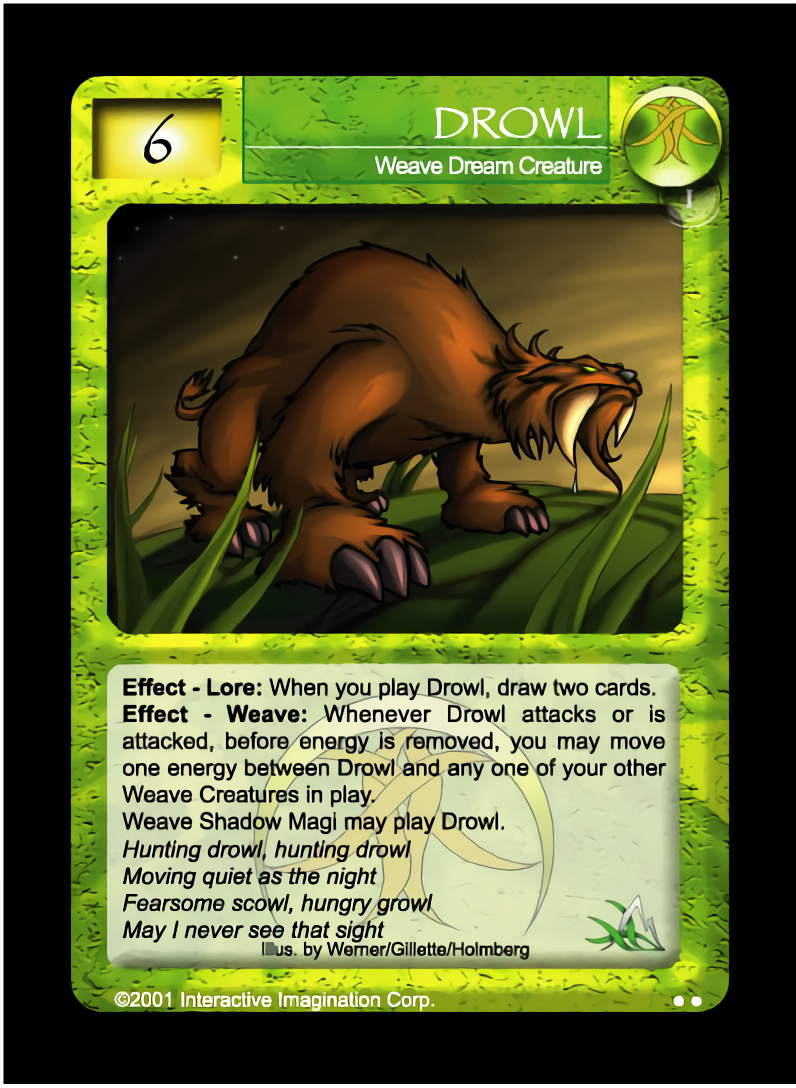 6
DROWL
Weave Dream Creature
I
Effect - Lore: When you play Drowl, draw two cards.
Effect - Weave: Whenever Drowl attacks or is
attacked, before energy is removed, you may move
one energy between Drowl and any one of your other
Weave Creatures in play.
Weave Shadow Magi may play Drowl.
Hunting drowl, hunting drowl
Moving quiet as the night
Fearsome scowl, hungry growl
May I never see that sight
Illus. by Werner/Gillette/Holmberg
©2001 Interactive Imagination Corp.